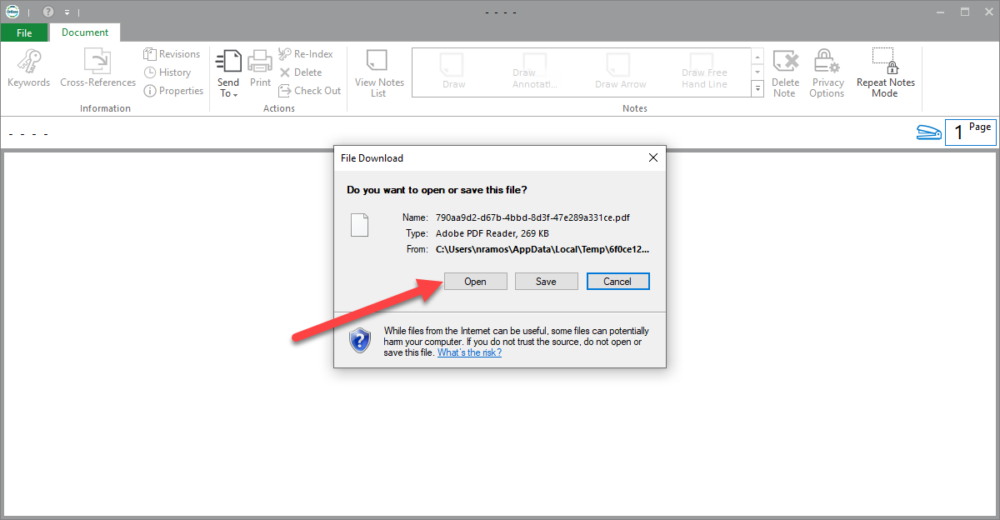 OnBase
- - - -
File
Document
Keywords
Cross-References
Revisions
History
Properties
Information
Send
To
Print
Re-Index
Delete
Check Out
Actions
View Notes
List
Draw
Draw
Annotati...
Draw Arrow
Draw Free
Hand Line
Delete
Note
Privacy
Options
Repeat Notes
Mode
Notes
- - - -
1 Page
File Download
Do you want to open or save this file?
Name: 790aa9d2-d67b-4bbd-8d3f-47e289a331ce.pdf
Type: Adobe PDF Reader, 269 KB
From: C:\Users\nramos\AppData\Local\Temp\6f0ce12...
Open Save Cancel
While files from the Internet can be useful, some files can potentially
harm your computer. If you do not trust the source, do not open or
save this file. What's the risk?